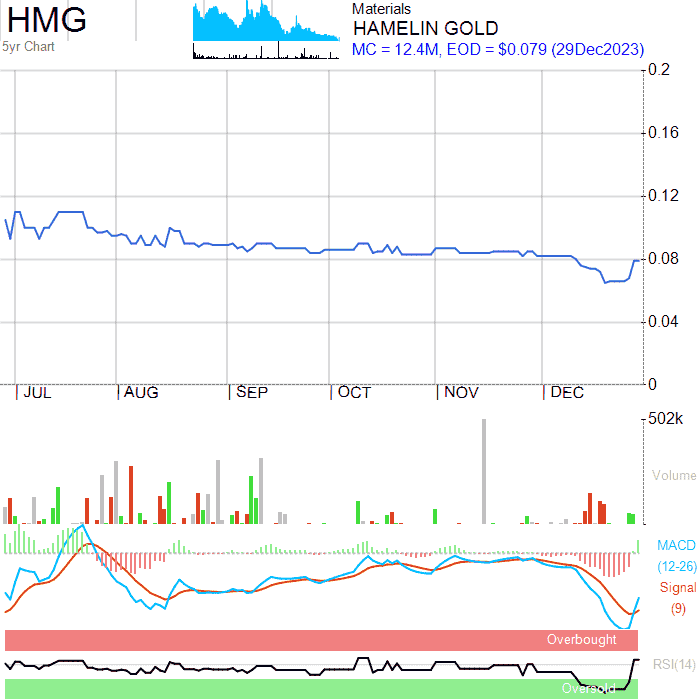 HMG
5yr Chart
Materials
HAMELIN GOLD
MC = 12.4M, EOD = $0.079 (29Dec2023)
0.2
0.16
0.12
0.08
0.04
0
JUL AUG SEP OCT NOV DEC
502k
Volume
MACD
(12-26)
Signal
(9)
Overbought
RSI(14)
Oversold